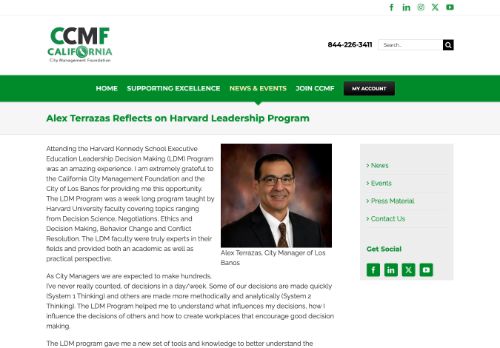 CCMF
CALIFORNIA
City Management Foundation
844-226-3411
Search...
HOME SUPPORTING EXCELLENCE NEWS & EVENTS JOIN CCMF MY ACCOUNT
Alex Terrazas Reflects on Harvard Leadership Program
Attending the Harvard Kennedy School Executive
Education Leadership Decision Making (LDM) Program
was an amazing experience. I am extremely grateful to
the California City Management Foundation and the
City of Los Banos for providing me this opportunity.
The LDM Program was a week long program taught by
Harvard University faculty covering topics ranging
from Decision Science, Negotiations, Ethics and
Decision Making, Behavior Change and Conflict
Resolution. The LDM faculty were truly experts in their
fields and provided both an academic as well as
practical perspective.
Alex Terrazas, City Manager of Los
Banos
As City Managers we are expected to make hundreds,
I've never really counted, of decisions in a day/week. Some of our decisions are made quickly
(System 1 Thinking) and others are made more methodically and analytically (System 2
Thinking). The LDM Program helped me to understand what influences my decisions, how I
influence the decisions of others and how to create workplaces that encourage good decision
making.
The LDM program gave me a new set of tools and knowledge to better understand the
> News
> Events
> Press Material
> Contact Us
Get Social